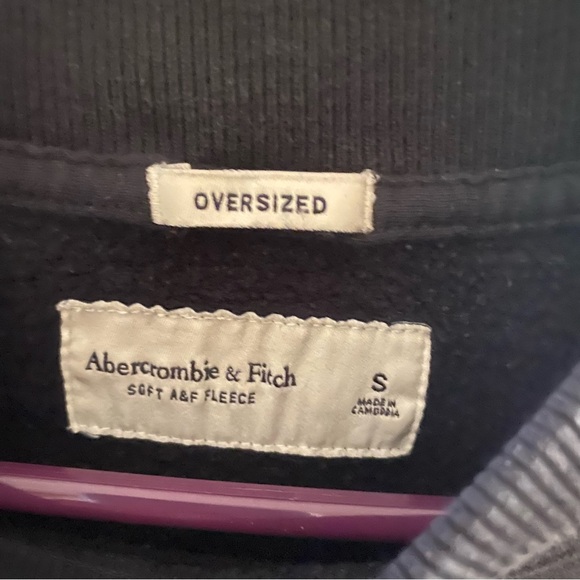 OVERSIZED
Abercrombie & Fitch
SOFT A&F FLEECE
S
MADE IN
CAMBODIA